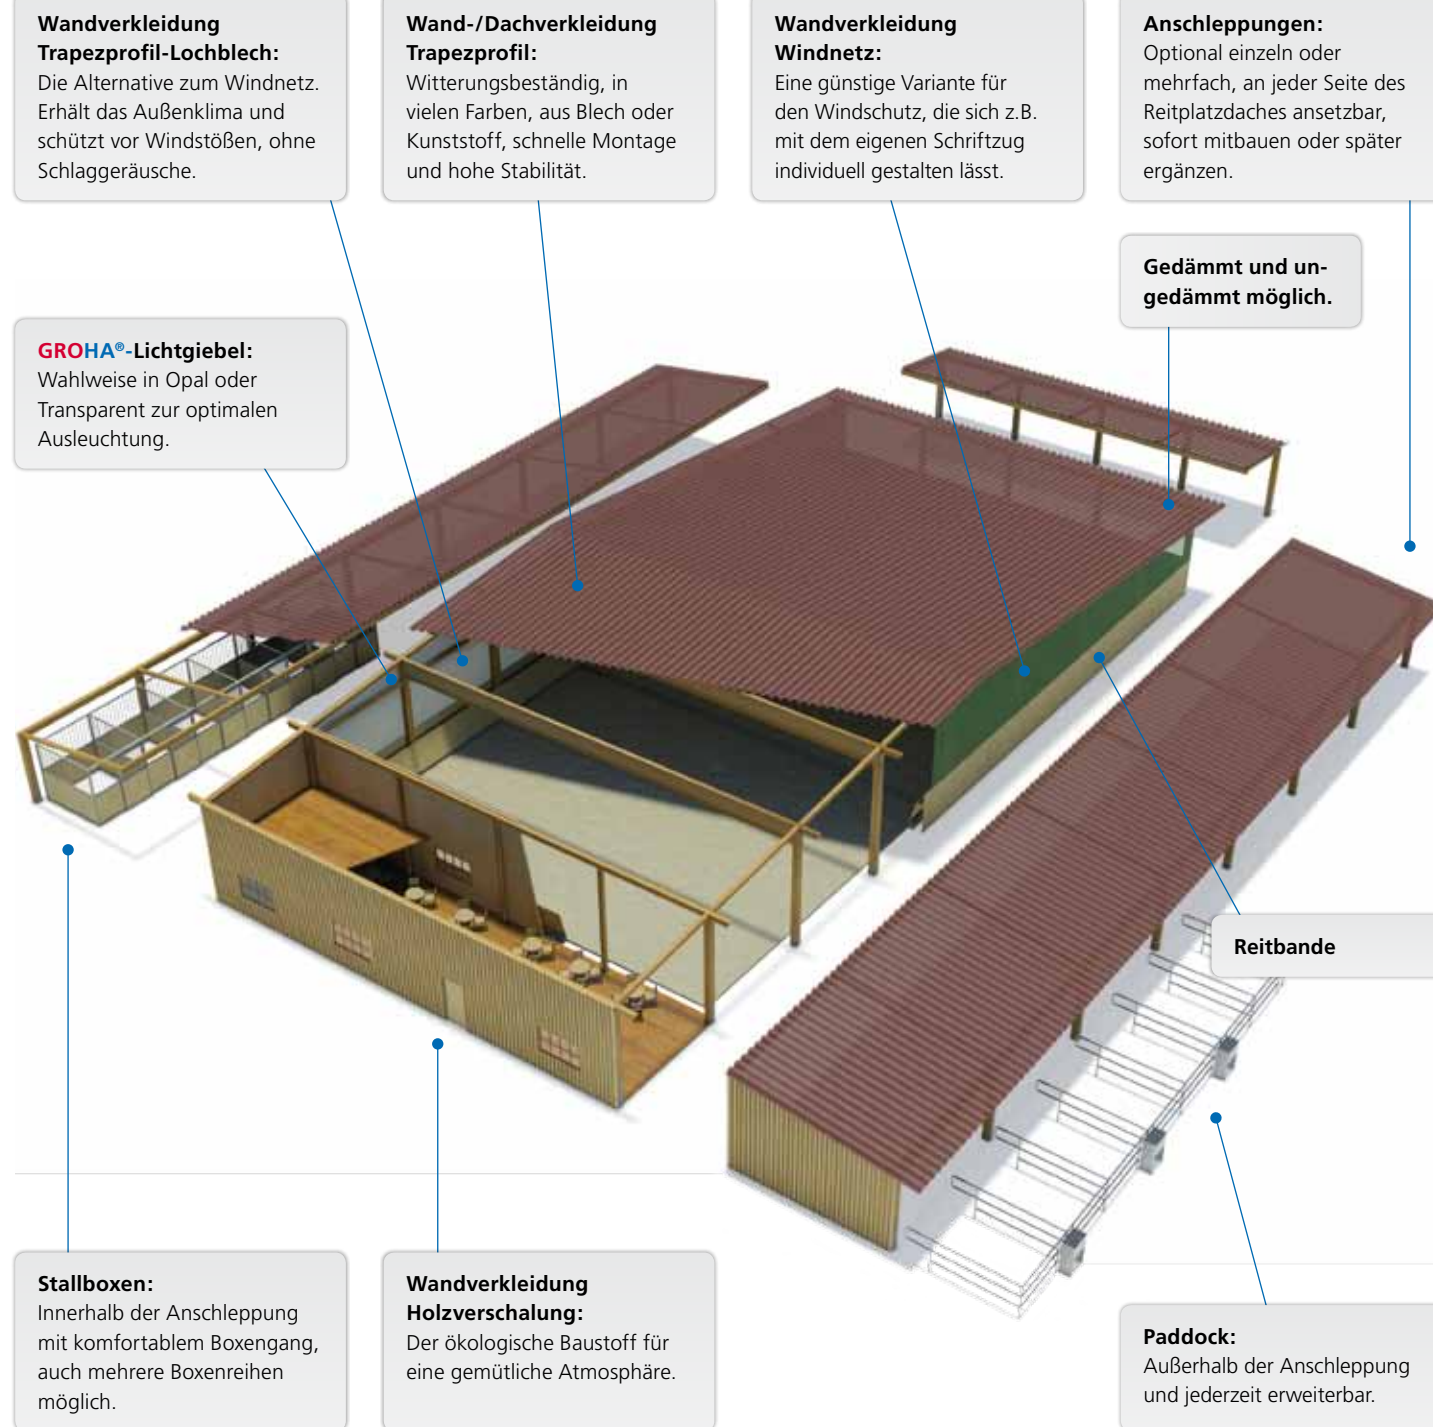 Wandverkleidung
Trapezprofil-Lochblech:
Die Alternative zum Windnetz.
Erhält das Außenklima und
schützt vor Windstößen, ohne
Schlaggeräusche.
Wand-/Dachverkleidung
Trapezprofil:
Witterungsbeständig, in
vielen Farben, aus Blech oder
Kunststoff, schnelle Montage
und hohe Stabilität.
Wandverkleidung
Windnetz:
Eine günstige Variante für
den Windschutz, die sich z.B.
mit dem eigenen Schriftzug
individuell gestalten lässt.
Anschleppungen:
Optional einzeln oder
mehrfach, an jeder Seite des
Reitplatzdaches ansetzbar,
sofort mitbauen oder später
ergänzen.
Gedämmt und un-
gedämmt möglich.
GROHA®-Lichtgiebel:
Wahlweise in Opal oder
Transparent zur optimalen
Ausleuchtung.
Reitbande
Stallboxen:
Innerhalb der Anschleppung
mit komfortablem Boxengang,
auch mehrere Boxenreihen
möglich.
Wandverkleidung
Holzverschalung:
Der ökologische Baustoff für
eine gemütliche Atmosphäre.
Paddock:
Außerhalb der Anschleppung
und jederzeit erweiterbar.